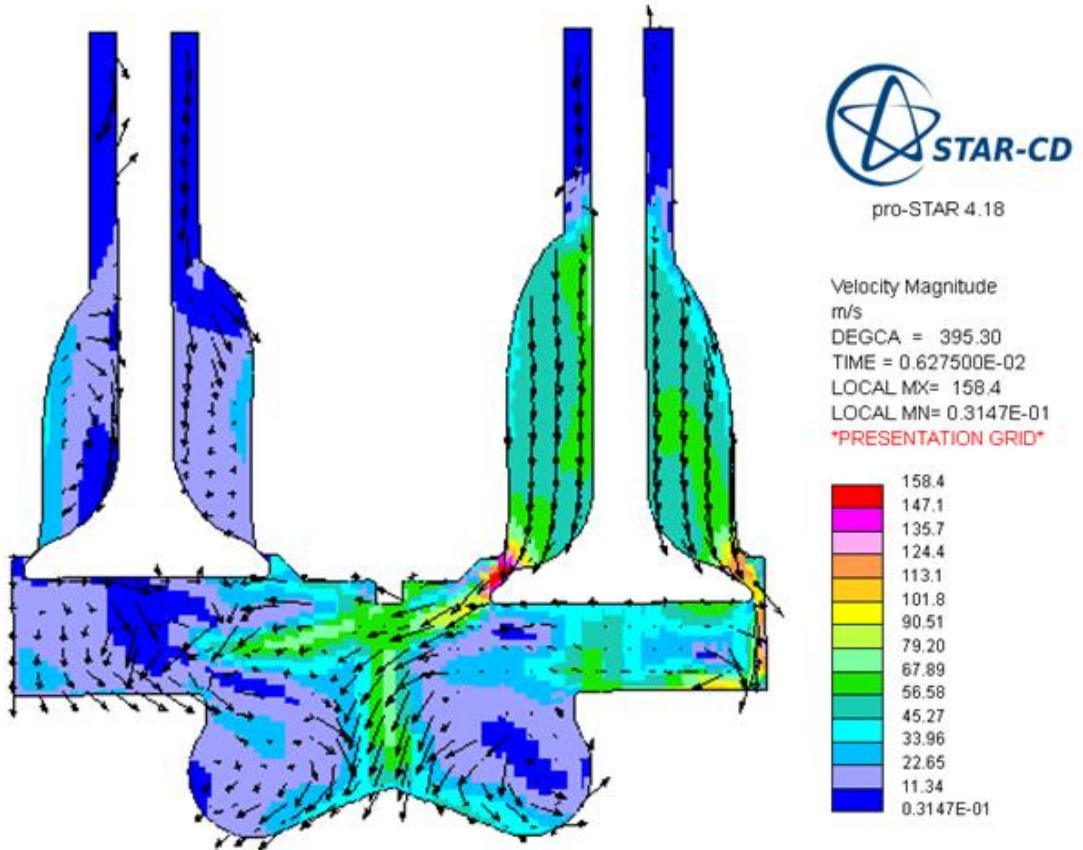 STAR-CD
pro-STAR 4.18
Velocity Magnitude
m/s
DEGCA = 395.30
TIME = 0.627500E-02
LOCAL MX= 158.4
LOCAL MN= 0.3147E-01
*PRESENTATION GRID*
158.4
147.1
135.7
124.4
113.1
101.8
90.51
79.20
67.89
56.58
45.27
33.96
22.65
11.34
0.3147E-01